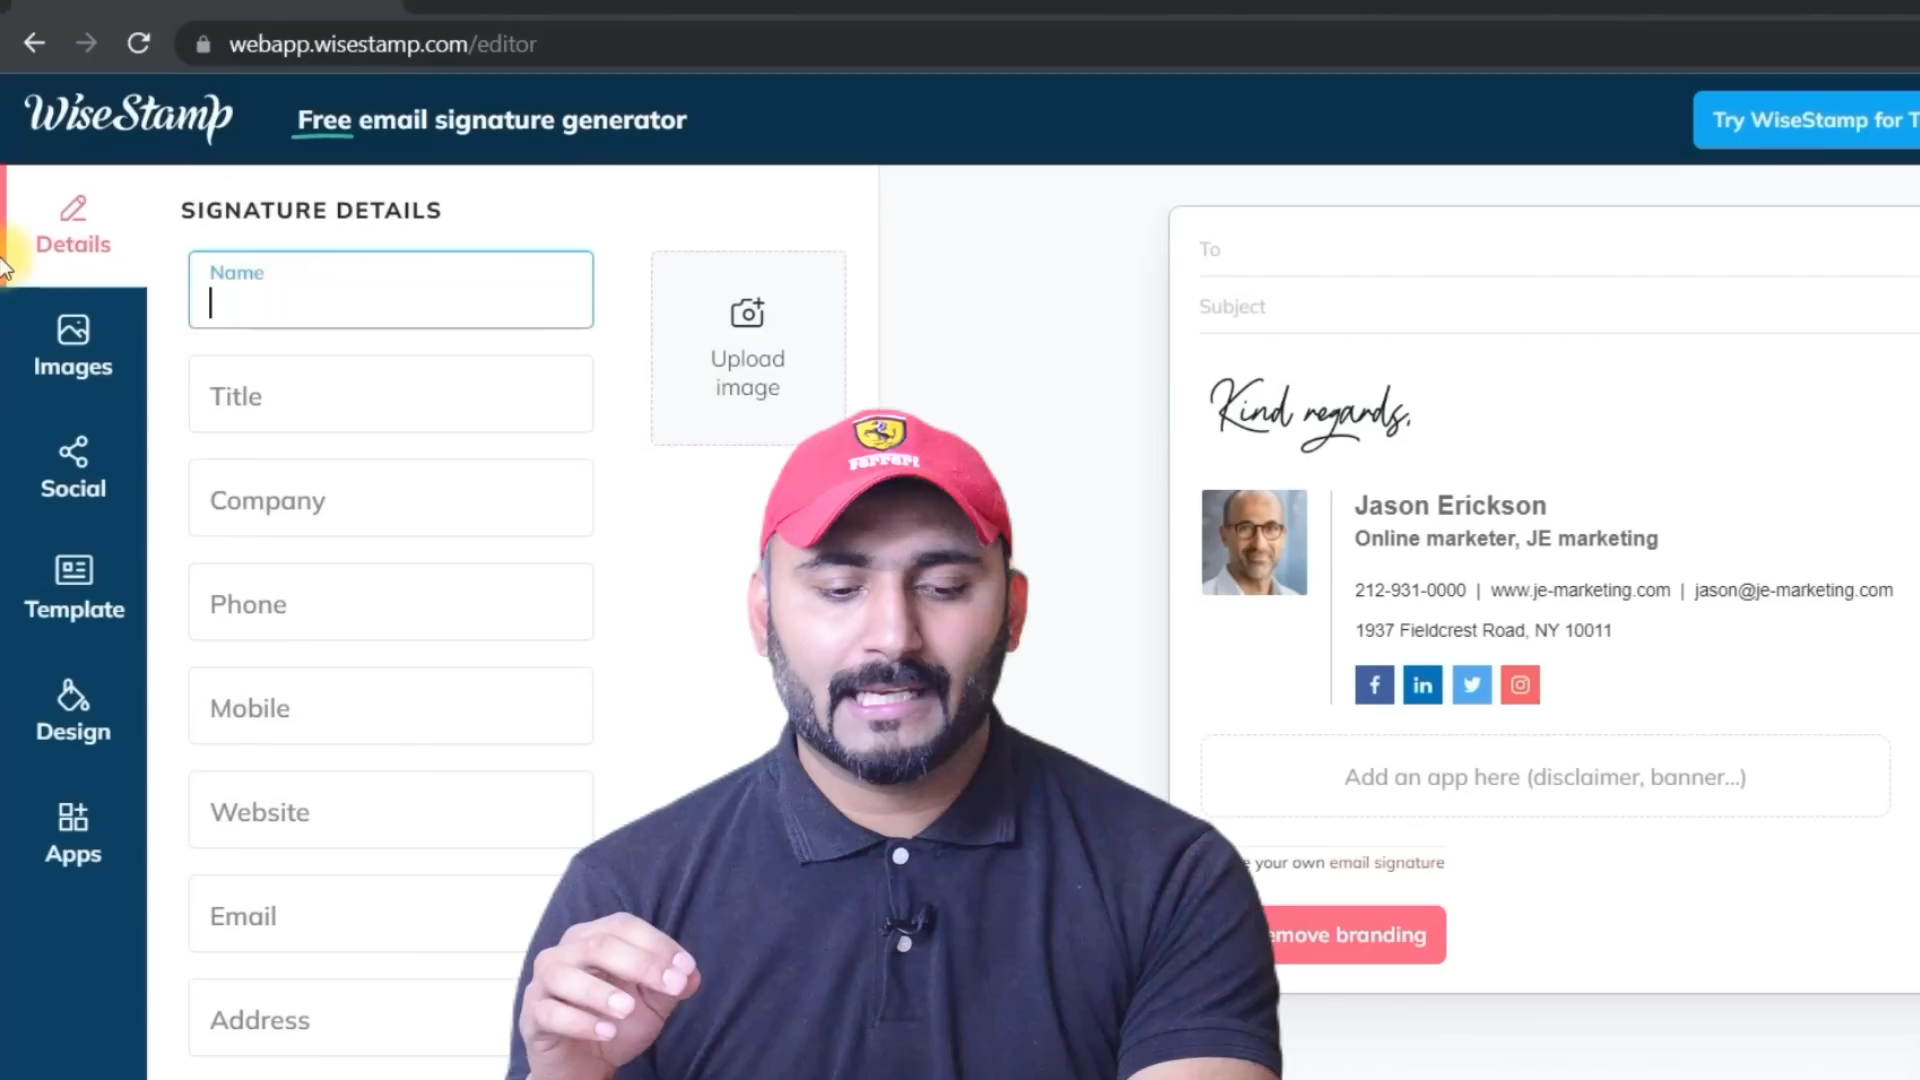 webapp.wisestamp.com/editor
WiseStamp
Free email signature generator
Try WiseStamp for
Details
Images
Social
Template
Design
Apps
SIGNATURE DETAILS
Name
Title
Company
Phone
Mobile
Website
Email
Address
Upload
image
Ferrari
To
Subject
Kind regards,
Jason Erickson
Online marketer, JE marketing
212-931-0000 | www.je-marketing.com | jason@je-marketing.com
1937 Fieldcrest Road, NY 10011
f
in
Add an app here (disclaimer, banner...)
your own email signature
emove branding